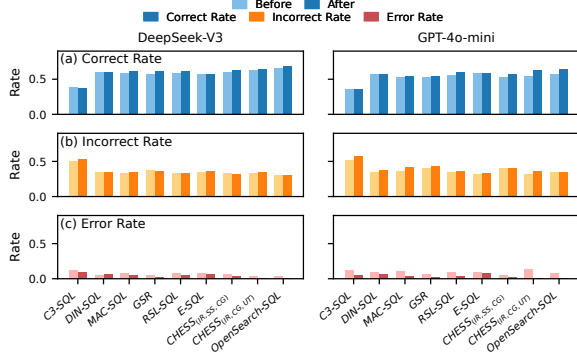 Before After
Correct Rate Incorrect Rate Error Rate
DeepSeek-V3 GPT-4o-mini
(a) Correct Rate
Rate
0.5
0.0
(b) Incorrect Rate
Rate
0.5
0.0
(c) Error Rate
Rate
0.5
0.0
C3-SQL DIN-SQL MAC-SQL GSR RSL-SQL E-SQL CHESS(IR, SS, CG) CHESS(IR, CG, UT) OpenSearch-SQL
C3-SQL DIN-SQL MAC-SQL GSR RSL-SQL E-SQL CHESS(IR, SS, CG) CHESS(IR, CG, UT) OpenSearch-SQL